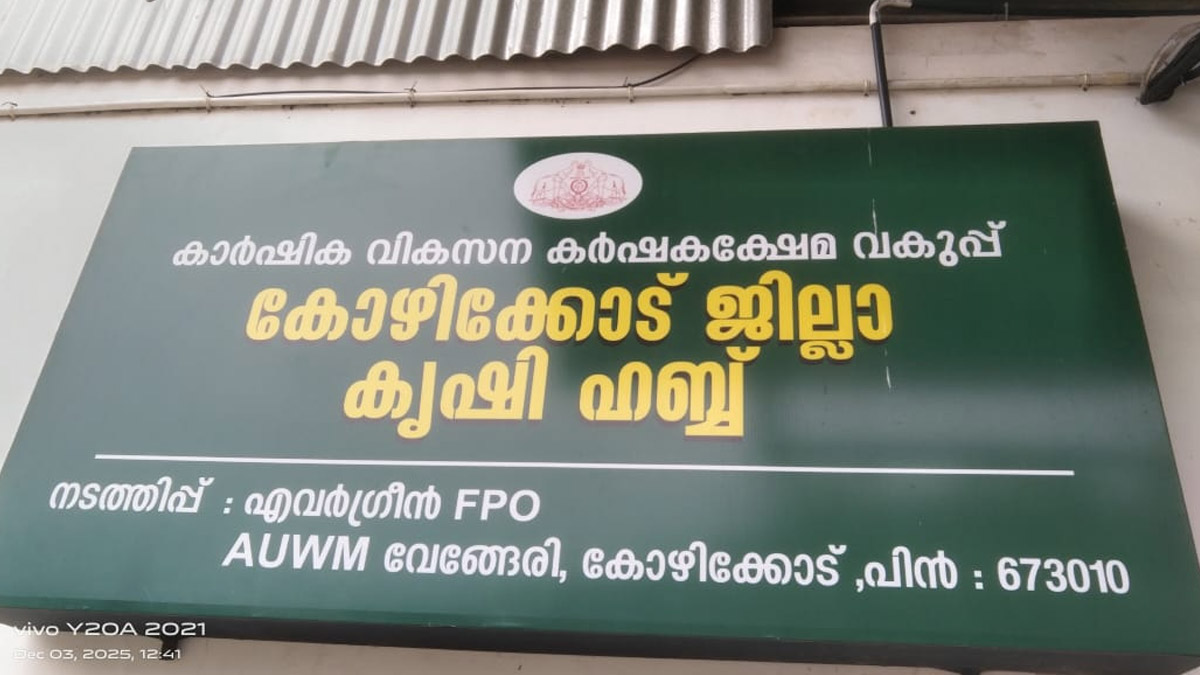 കാർഷിക വികസന കർഷകക്ഷേമ വകുപ്പ്
കോഴിക്കോട് ജില്ലാ
കൃഷി ഹബ്ബ്
നടത്തിപ്പ് : എവർഗ്രീൻ FPO
AUWM വേങ്ങേരി, കോഴിക്കോട് ,പിൻ : 673010
vivo Y20A 2021
Dec 03, 2025, 12:41